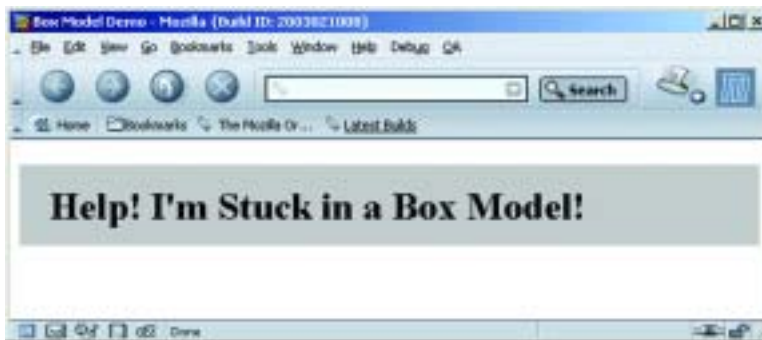 Box Model Demo - Mozilla {Build ID: 2003021008}
File Edit View Go Bookmarks Tools Window Help Debug QA
Search
Home Bookmarks The Mozilla Or... Latest Builds
Help! I'm Stuck in a Box Model!
Done